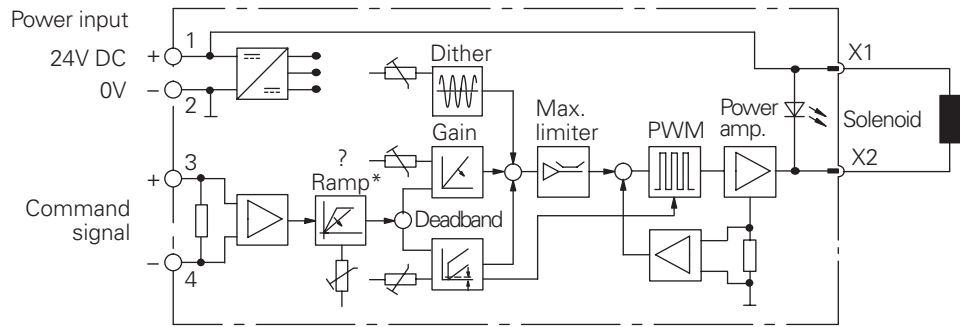 Power input
1
+
24V DC
0V
−
2
X1
Dither
Max.
limiter
PWM
Power
amp.
Solenoid
Gain
X2
3
+
?
Ramp*
Deadband
Command
signal
−
4